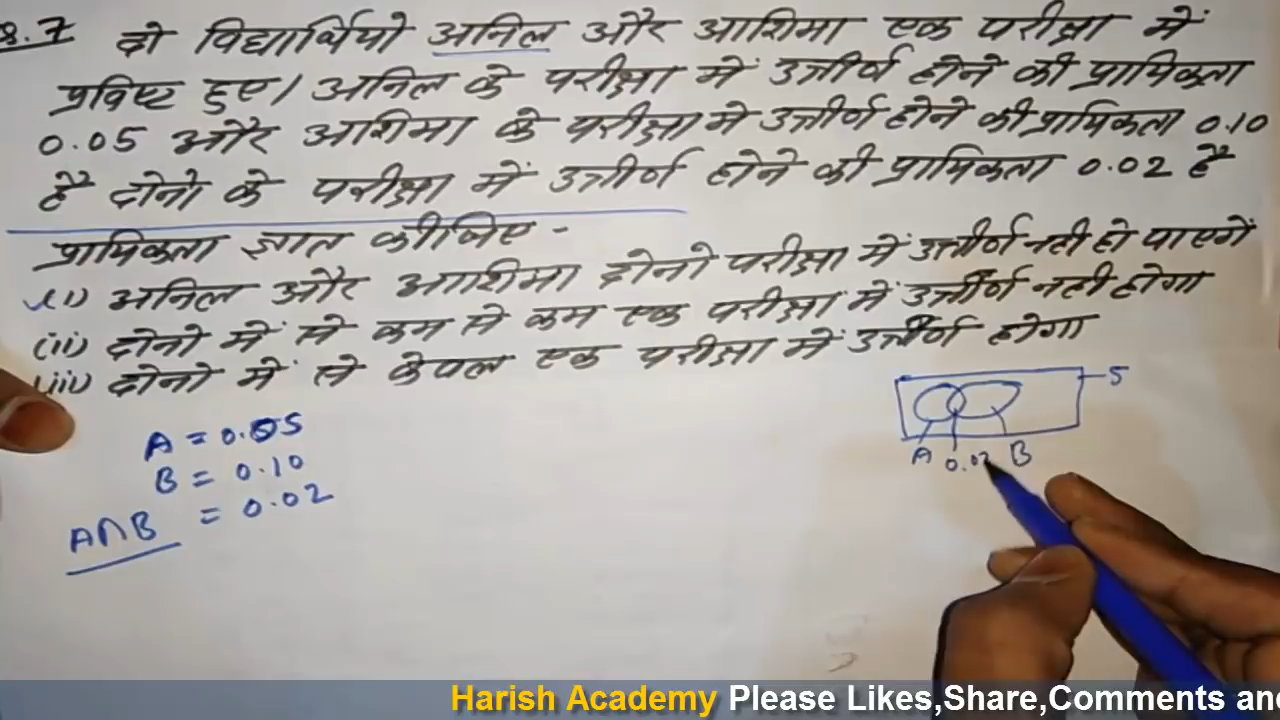 8.7 दो विद्यार्थियो अनिल और आशिमा एक परीक्षा में
प्रविष्ट हुए। अनिल के परीक्षा में उत्तीर्ण होने की प्रायिकता
0.05 और आशिमा के परीक्षा मे उत्तीर्ण होने की प्रायिकता 0.10
है दोनो के परीक्षा में उत्तीर्ण होने की प्रायिकता 0.02 है
प्रायिकता ज्ञात कीजिए -
(i) अनिल और आशिमा दोनो परीक्षा में उत्तीर्ण नही हो पाएगें
(ii) दोनो में से कम से कम एक परीक्षा में उत्तीर्ण नही होगा
(iii) दोनो में से केवल एक परीक्षा में उत्तीर्ण होगा
A = 0.05
B = 0.10
A∩B = 0.02
S
A 0.02 B
Harish Academy Please Likes,Share,Comments and